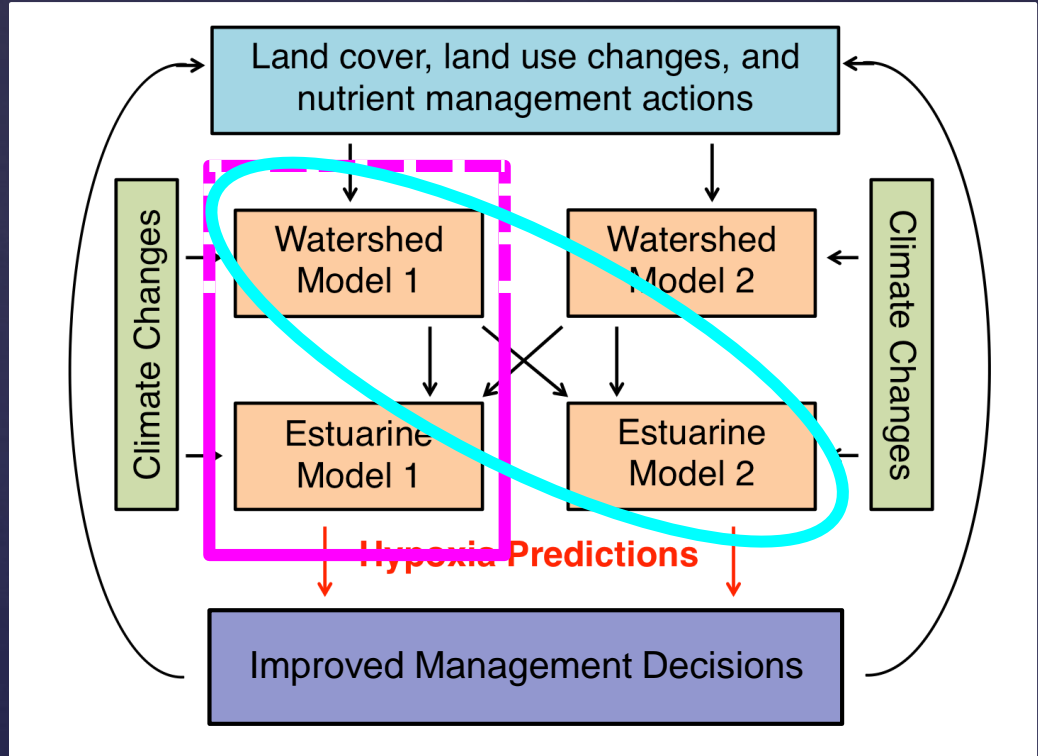 Land cover, land use changes, and
nutrient management actions
Climate Changes
Watershed
Model 1
Watershed
Model 2
Climate Changes
Estuarine
Model 1
Estuarine
Model 2
Hypoxia Predictions
Improved Management Decisions